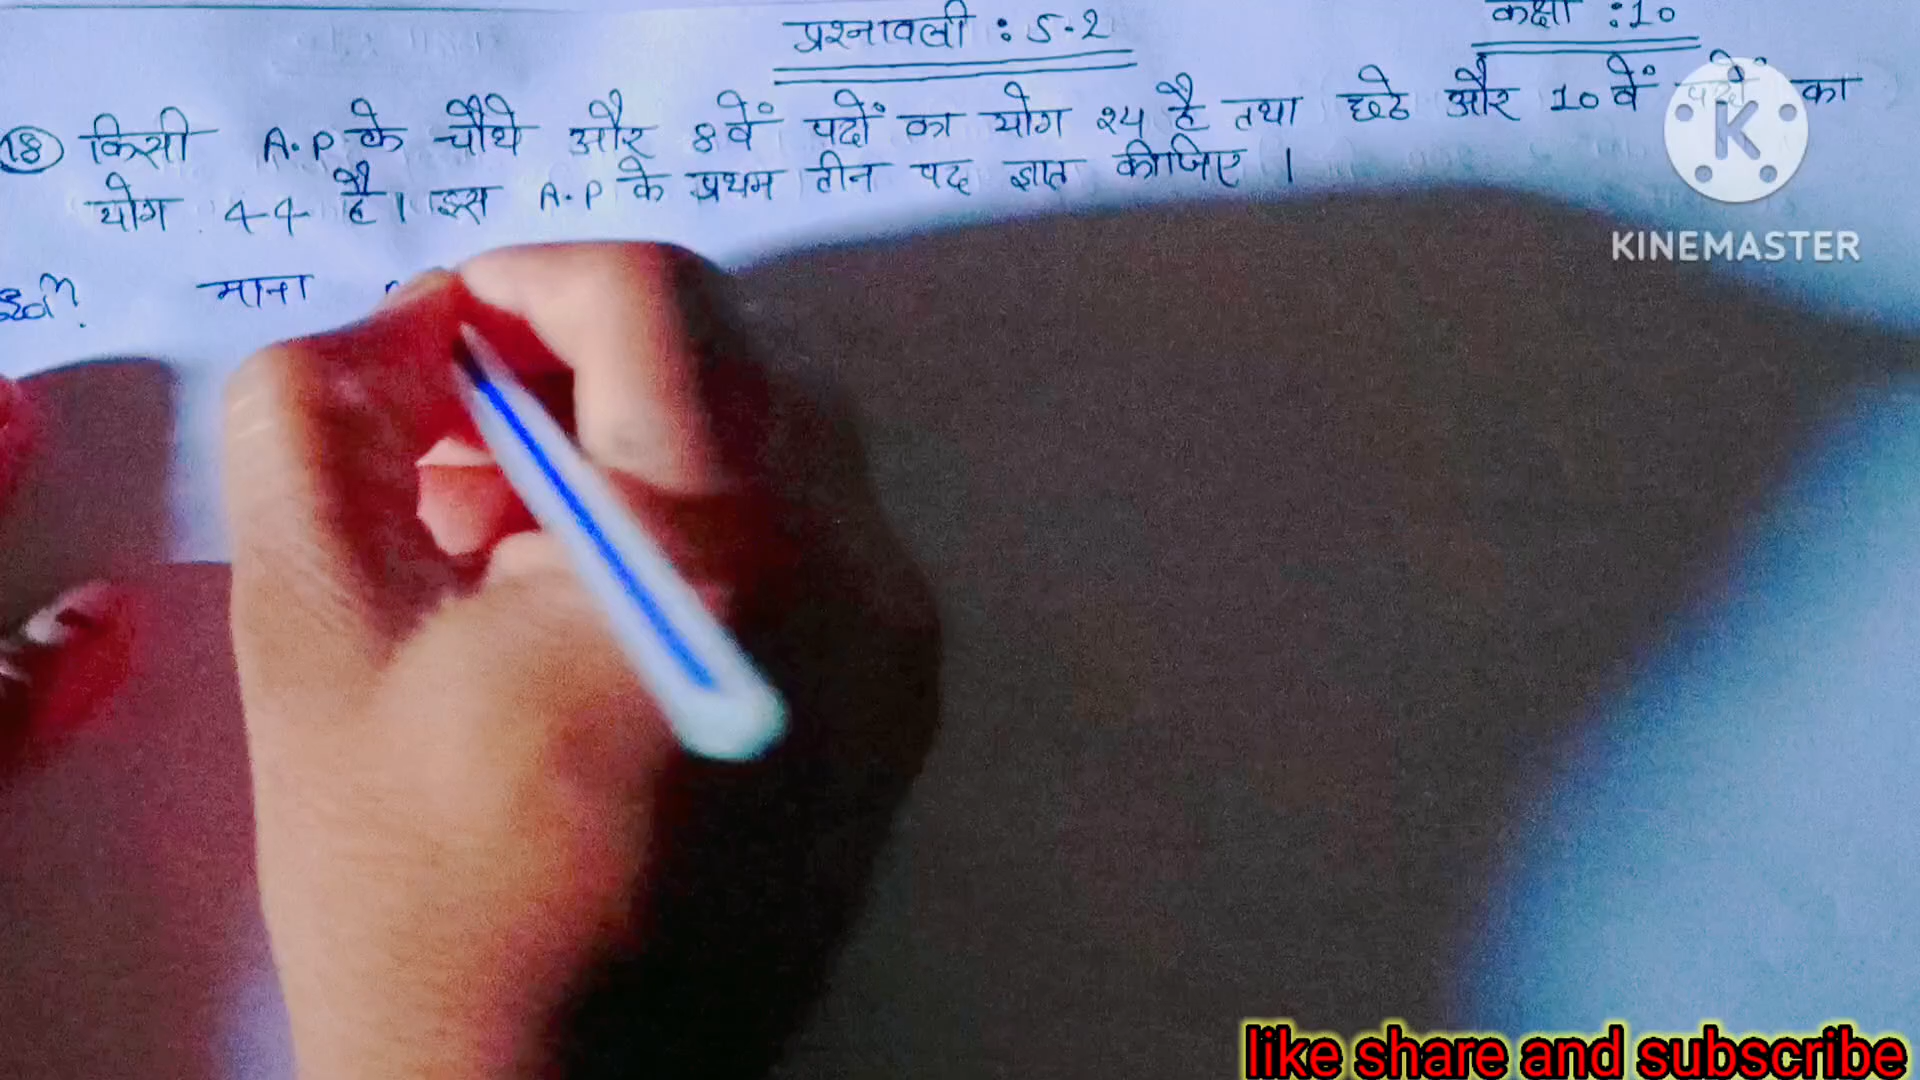 प्रश्नावली : 5.2
कक्षा : 10
18 किसी A.P के चौथे और 8वें पदों का योग 24 है तथा छठे और 10वें पदों का
योग 44 है। इस A.P के प्रथम तीन पद ज्ञात कीजिए ।
माना
K
KINEMASTER
like share and subscribe